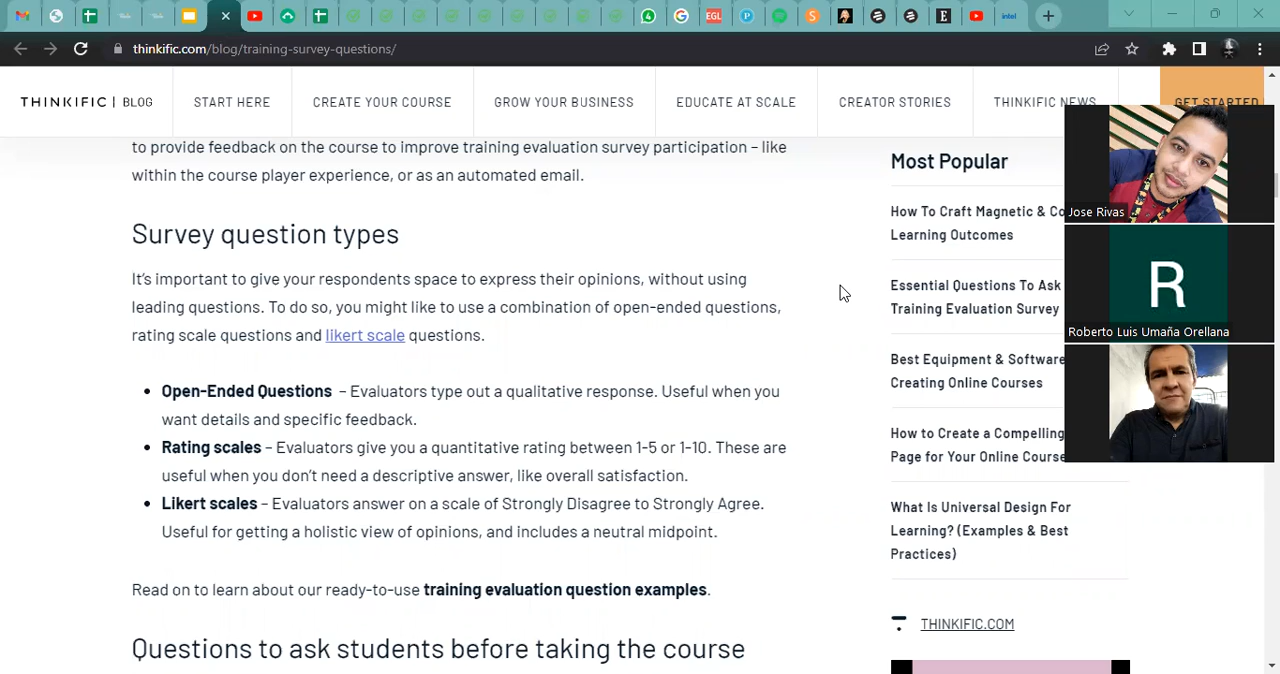 thinkific.com/blog/training-survey-questions/
THINKIFIC | BLOG
START HERE
CREATE YOUR COURSE
GROW YOUR BUSINESS
EDUCATE AT SCALE
CREATOR STORIES
THINKIFIC NEWS
GET STARTED
to provide feedback on the course to improve training evaluation survey participation – like
within the course player experience, or as an automated email.
Survey question types
It's important to give your respondents space to express their opinions, without using
leading questions. To do so, you might like to use a combination of open-ended questions,
rating scale questions and likert scale questions.
• Open-Ended Questions – Evaluators type out a qualitative response. Useful when you
want details and specific feedback.
• Rating scales – Evaluators give you a quantitative rating between 1-5 or 1-10. These are
useful when you don't need a descriptive answer, like overall satisfaction.
• Likert scales – Evaluators answer on a scale of Strongly Disagree to Strongly Agree.
Useful for getting a holistic view of opinions, and includes a neutral midpoint.
Read on to learn about our ready-to-use training evaluation question examples.
Questions to ask students before taking the course
Most Popular
How To Craft Magnetic & Co
Learning Outcomes
Essential Questions To Ask
Training Evaluation Survey
Best Equipment & Software
Creating Online Courses
How to Create a Compelling
Page for Your Online Course
What Is Universal Design For
Learning? (Examples & Best
Practices)
THINKIFIC.COM
Jose Rivas
R
Roberto Luis Umaña Orellana
EGL
intel